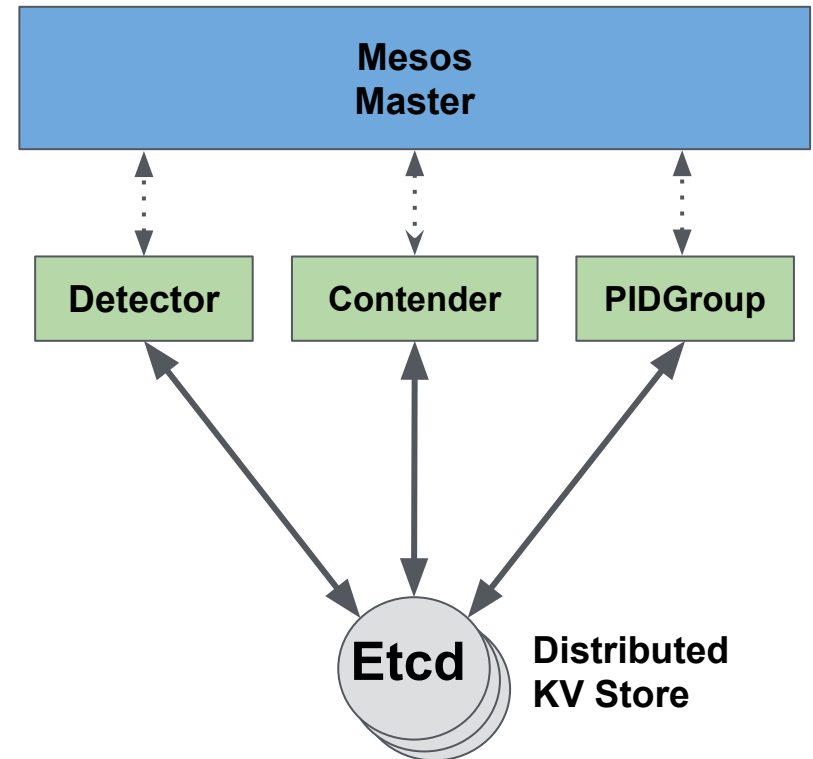 Mesos
Master
Detector
Contender
PIDGroup
Etcd
Distributed
KV Store